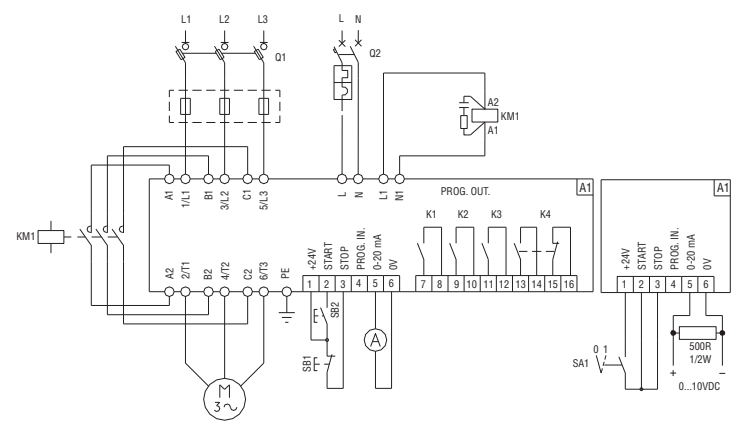 L1 L2 L3 L N
Q1 Q2
A2
KM1
A1
A1 1/L1 B1 3/L2 C1 5/L3 L N L1 N1 PROG. OUT. A1 A1
KM1
K1 K2 K3 K4
A2 2/T1 B2 4/T2 C2 6/T3 PE +24V START STOP PROG. IN. 0-20 mA 0V
+24V START STOP PROG. IN. 0-20 mA 0V
1 2 3 4 5 6 7 8 9 10 11 12 13 14 15 16
1 2 3 4 5 6
SB2
SB1
A
500R
1/2W
0 1
SA1
+ –
0...10VDC
M
3~